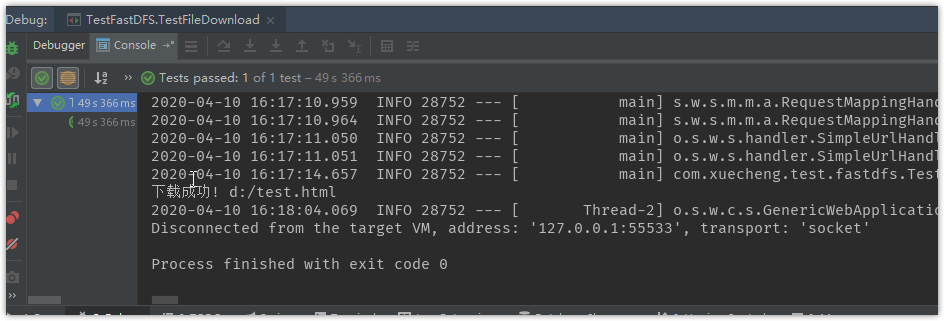 Debug: TestFastDFS.TestFileDownload ×
Debugger Console
Tests passed: 1 of 1 test – 49 s 366 ms
49 s 366 ms
49 s 366 ms
2020-04-10 16:17:10.959 INFO 28752 --- [ main] s.w.s.m.m.a.RequestMappingHand
2020-04-10 16:17:10.964 INFO 28752 --- [ main] s.w.s.m.m.a.RequestMappingHand
2020-04-10 16:17:11.050 INFO 28752 --- [ main] o.s.w.s.handler.SimpleUrlHandl
2020-04-10 16:17:11.051 INFO 28752 --- [ main] o.s.w.s.handler.SimpleUrlHandl
2020-04-10 16:17:14.657 INFO 28752 --- [ main] com.xuecheng.test.fastdfs.Test
下载成功! d:/test.html
2020-04-10 16:18:04.069 INFO 28752 --- [ Thread-2] o.s.w.c.s.GenericWebApplicatio
Disconnected from the target VM, address: '127.0.0.1:55533', transport: 'socket'
Process finished with exit code 0